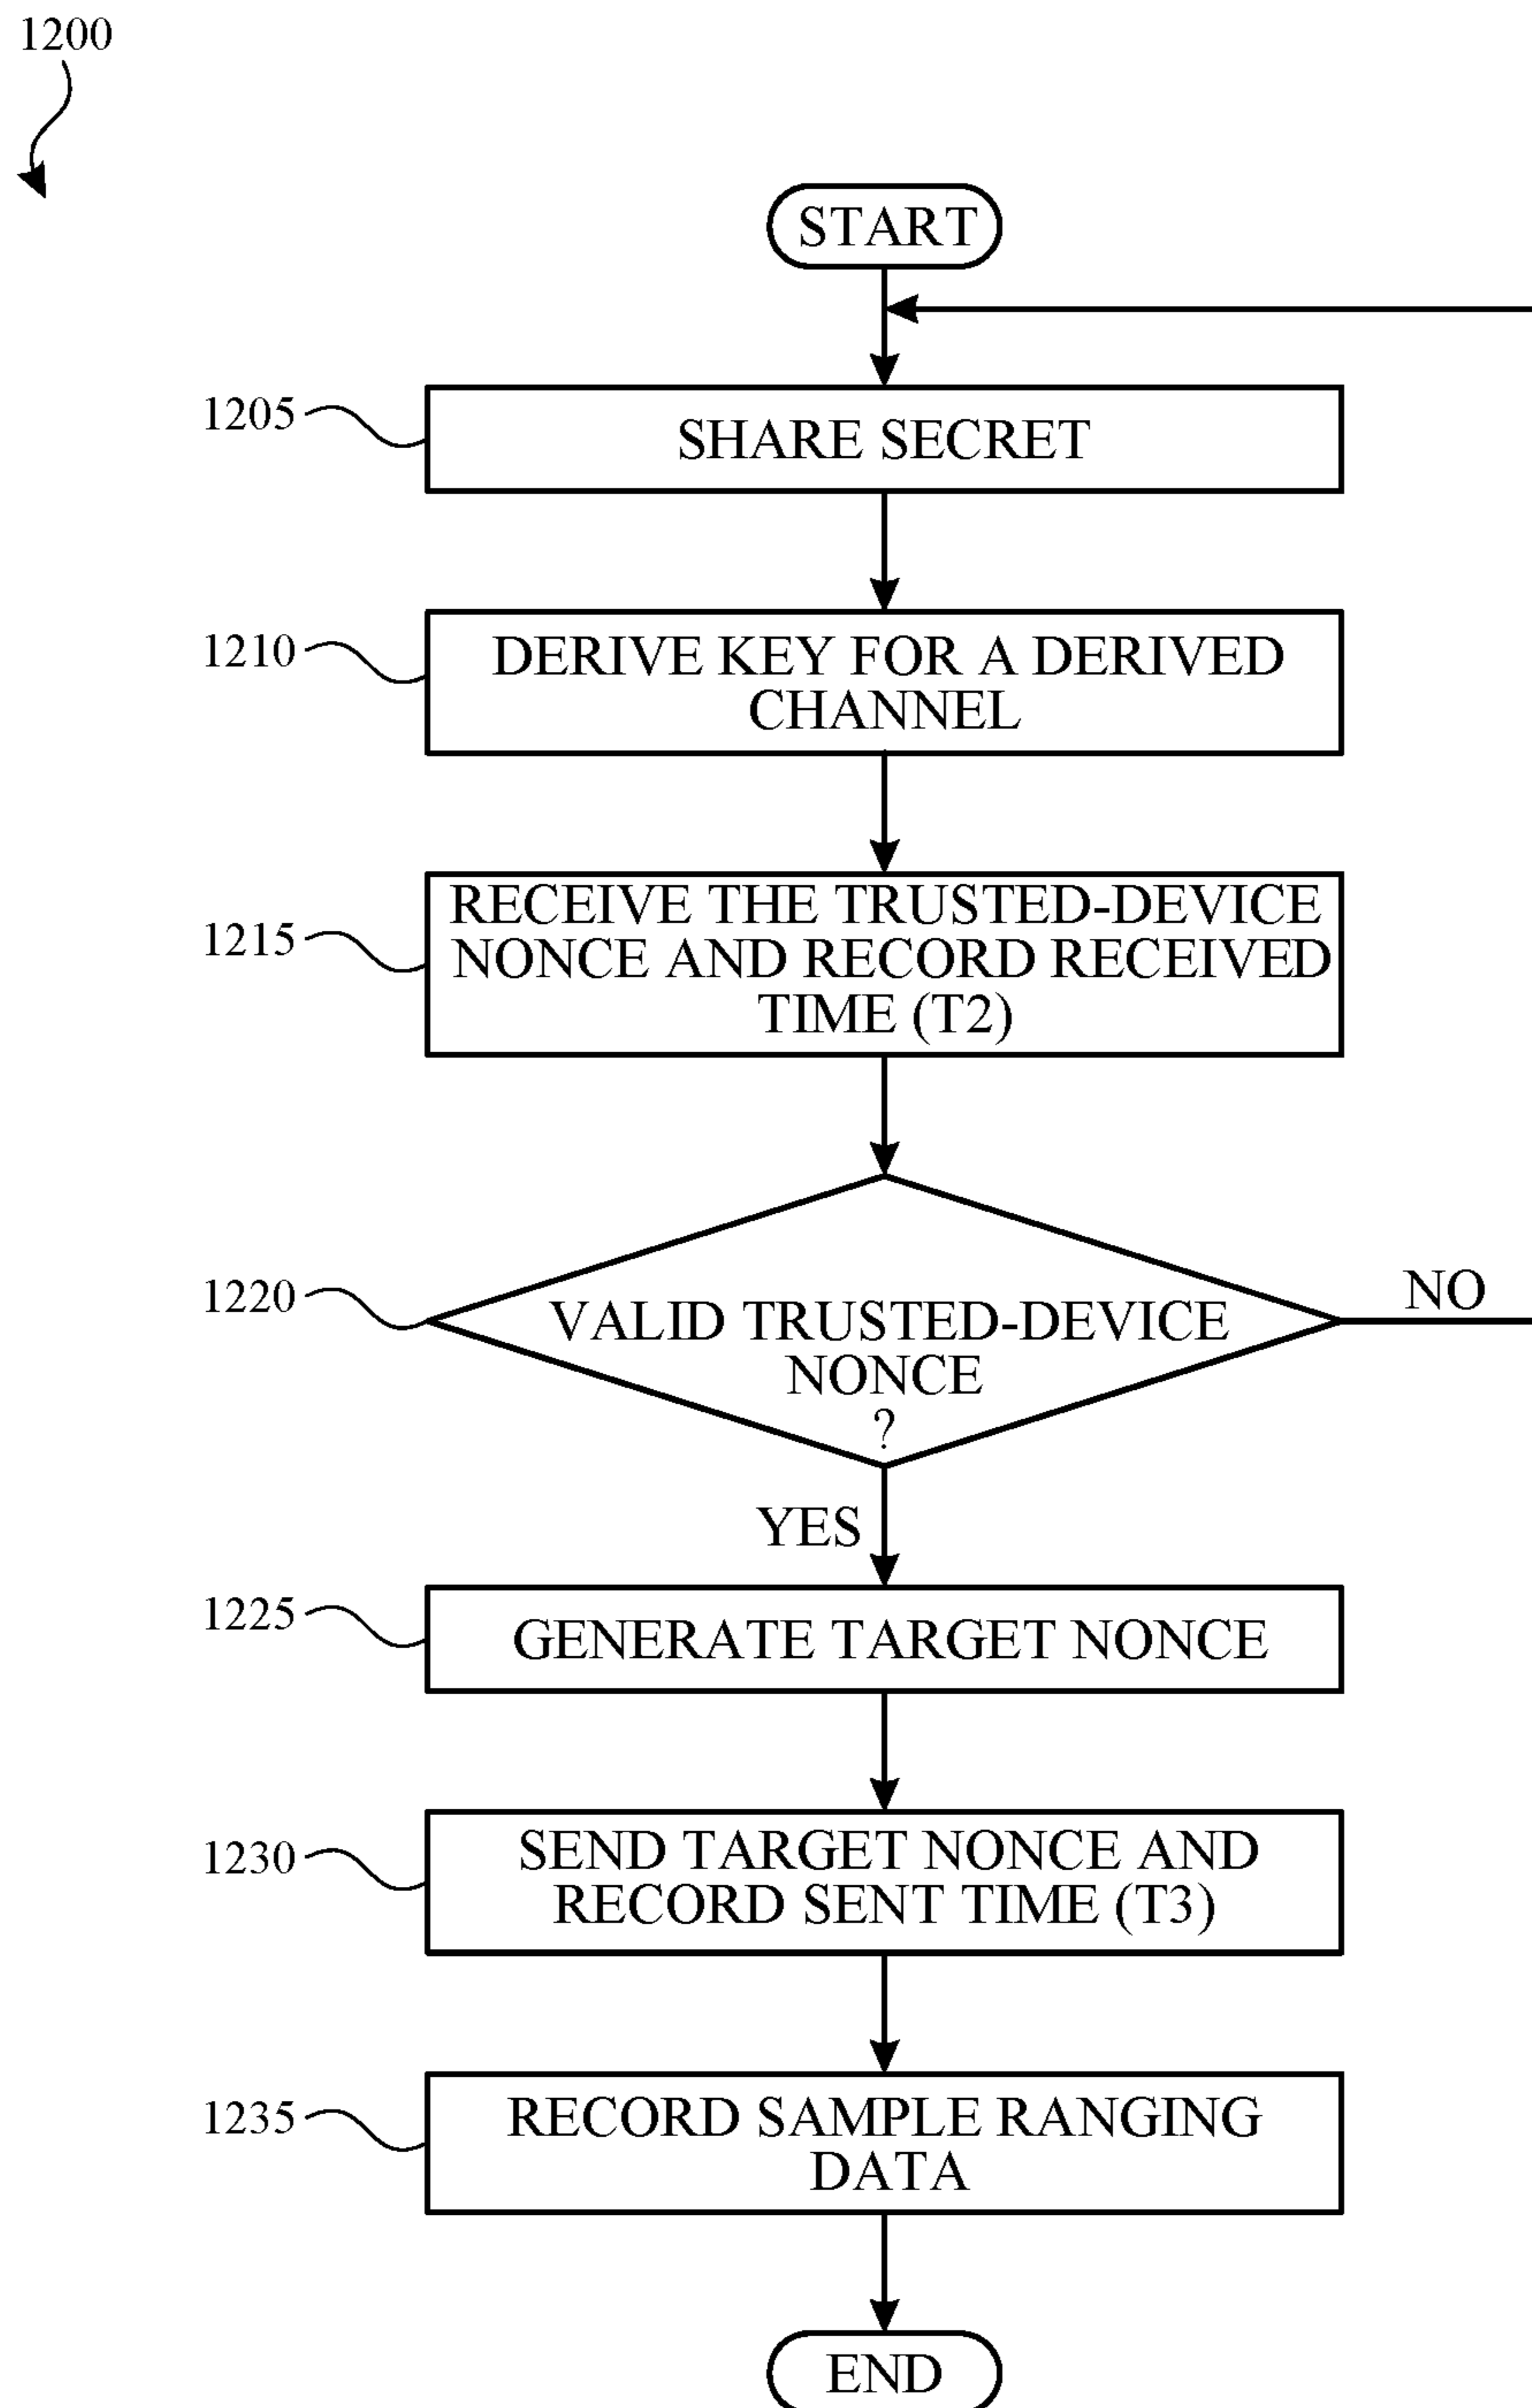 1200
START
1205
SHARE SECRET
1210
DERIVE KEY FOR A DERIVED
CHANNEL
1215
RECEIVE THE TRUSTED-DEVICE
NONCE AND RECORD RECEIVED
TIME (T2)
1220
VALID TRUSTED-DEVICE
NONCE
?
NO
YES
1225
GENERATE TARGET NONCE
1230
SEND TARGET NONCE AND
RECORD SENT TIME (T3)
1235
RECORD SAMPLE RANGING
DATA
END